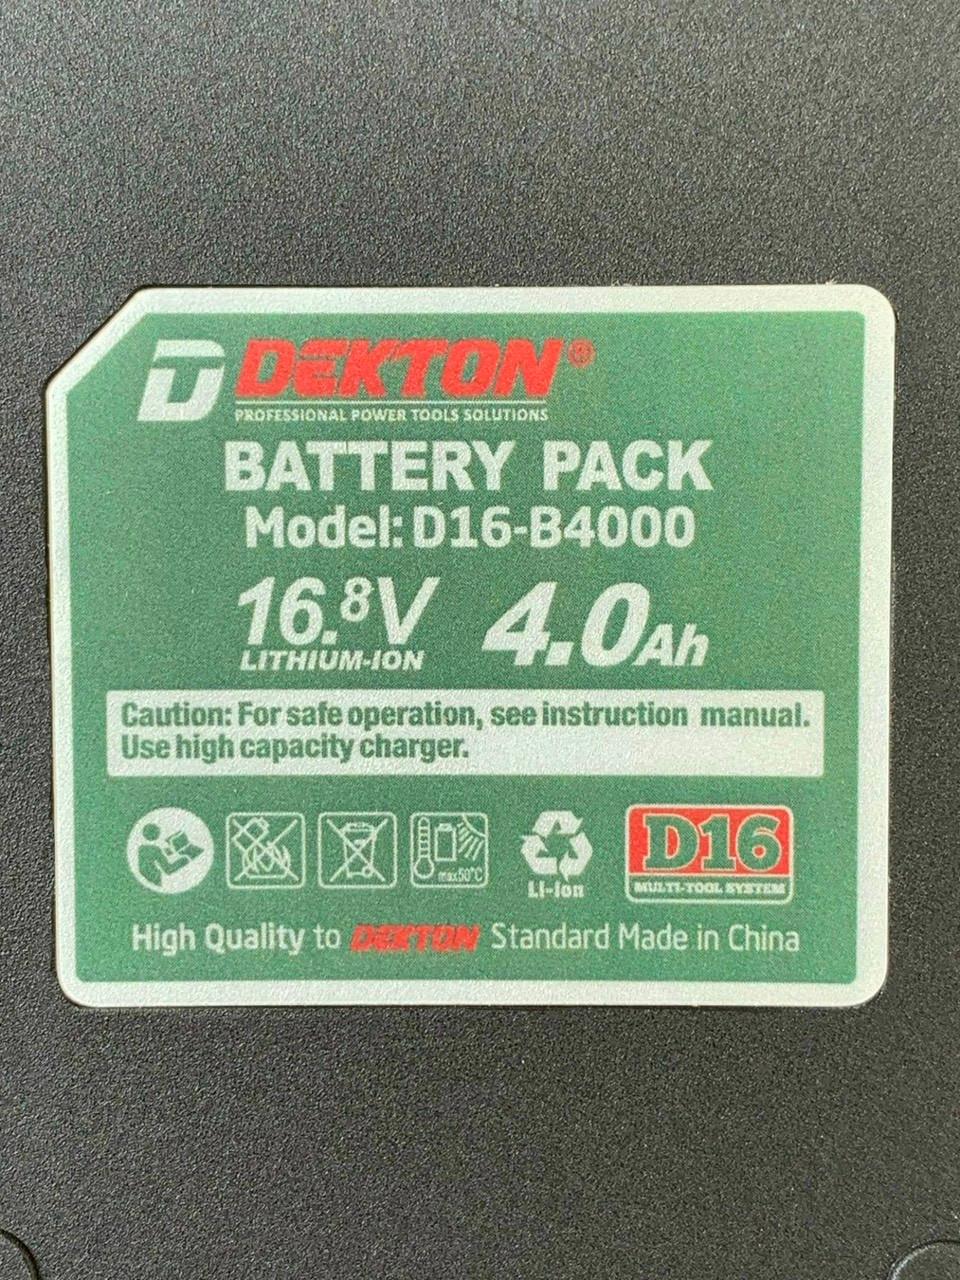 DEKTON®
PROFESSIONAL POWER TOOLS SOLUTIONS
BATTERY PACK
Model: D16-B4000
16.8V 4.0Ah
LITHIUM-ION
Caution: For safe operation, see instruction manual.
Use high capacity charger.
max50°C
Li-Ion
D16
MULTI-TOOL SYSTEM
High Quality to DEKTON Standard Made in China